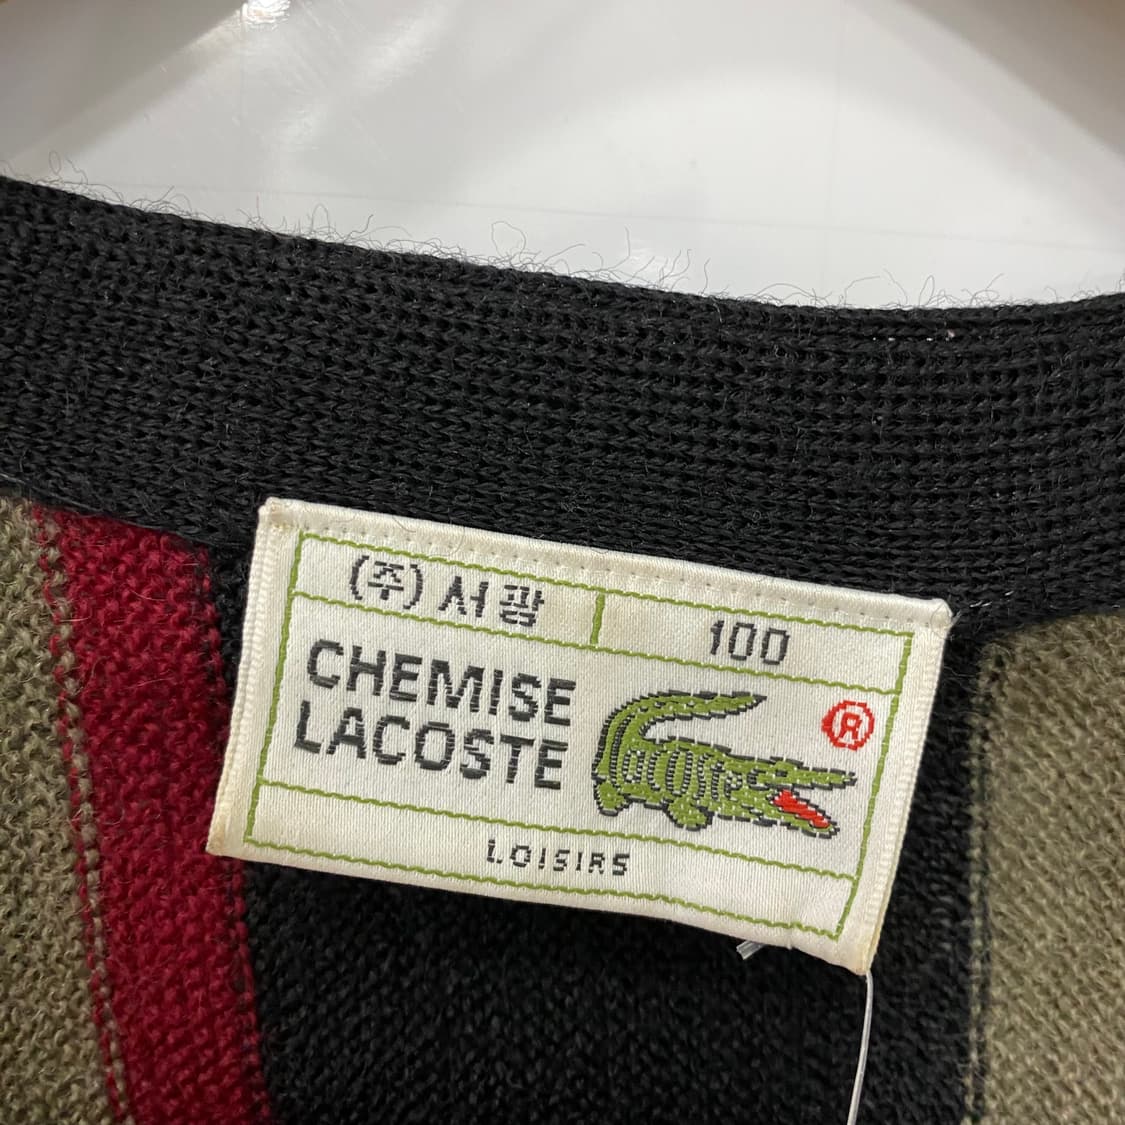 (주)서광
100
CHEMISE
LACOSTE
®
LOISIRS